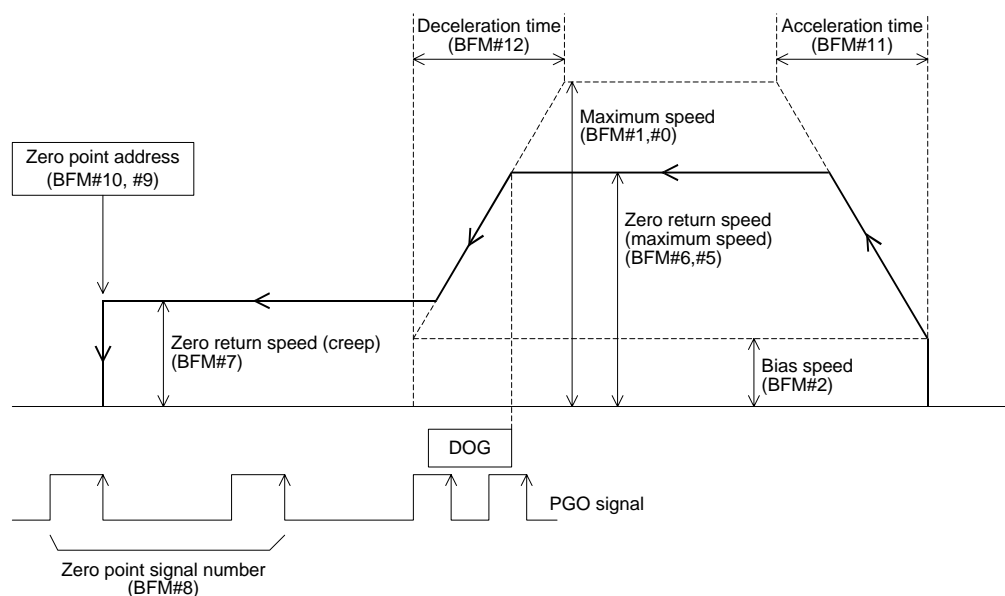 Deceleration time
(BFM#12)
Acceleration time
(BFM#11)
Maximum speed
(BFM#1,#0)
Zero point address
(BFM#10, #9)
Zero return speed
(maximum speed)
(BFM#6,#5)
Zero return speed (creep)
(BFM#7)
Bias speed
(BFM#2)
DOG
PGO signal
Zero point signal number
(BFM#8)